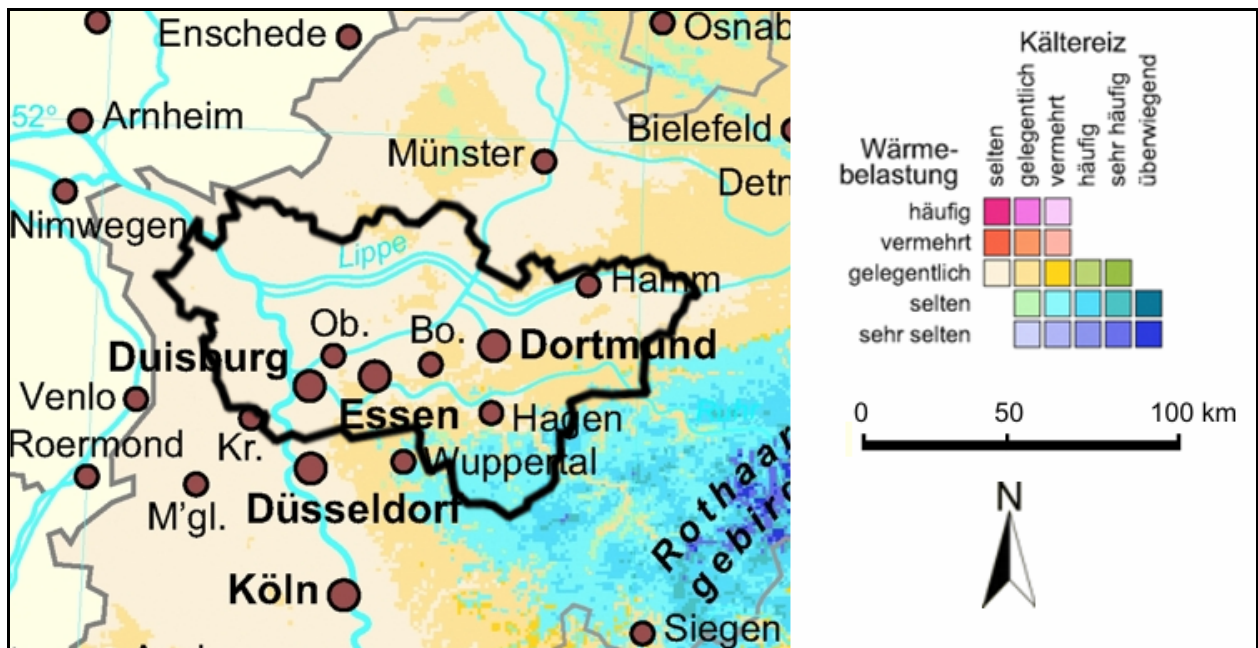 Enschede
Osnab
52°
Arnheim
Bielefeld
Münster
Detn
Nimwegen
Lippe
Hamm
Ob.
Bo.
Duisburg
Dortmund
Venlo
Essen
Hagen
Roermond
Kr.
Wuppertal
M'gl.
Düsseldorf
Rothaar
gebirg
Köln
Siegen
Kältereiz
selten
gelegentlich
vermehrt
häufig
sehr häufig
überwiegend
Wärme-
belastung
häufig
vermehrt
gelegentlich
selten
sehr selten
0 50 100 km
N